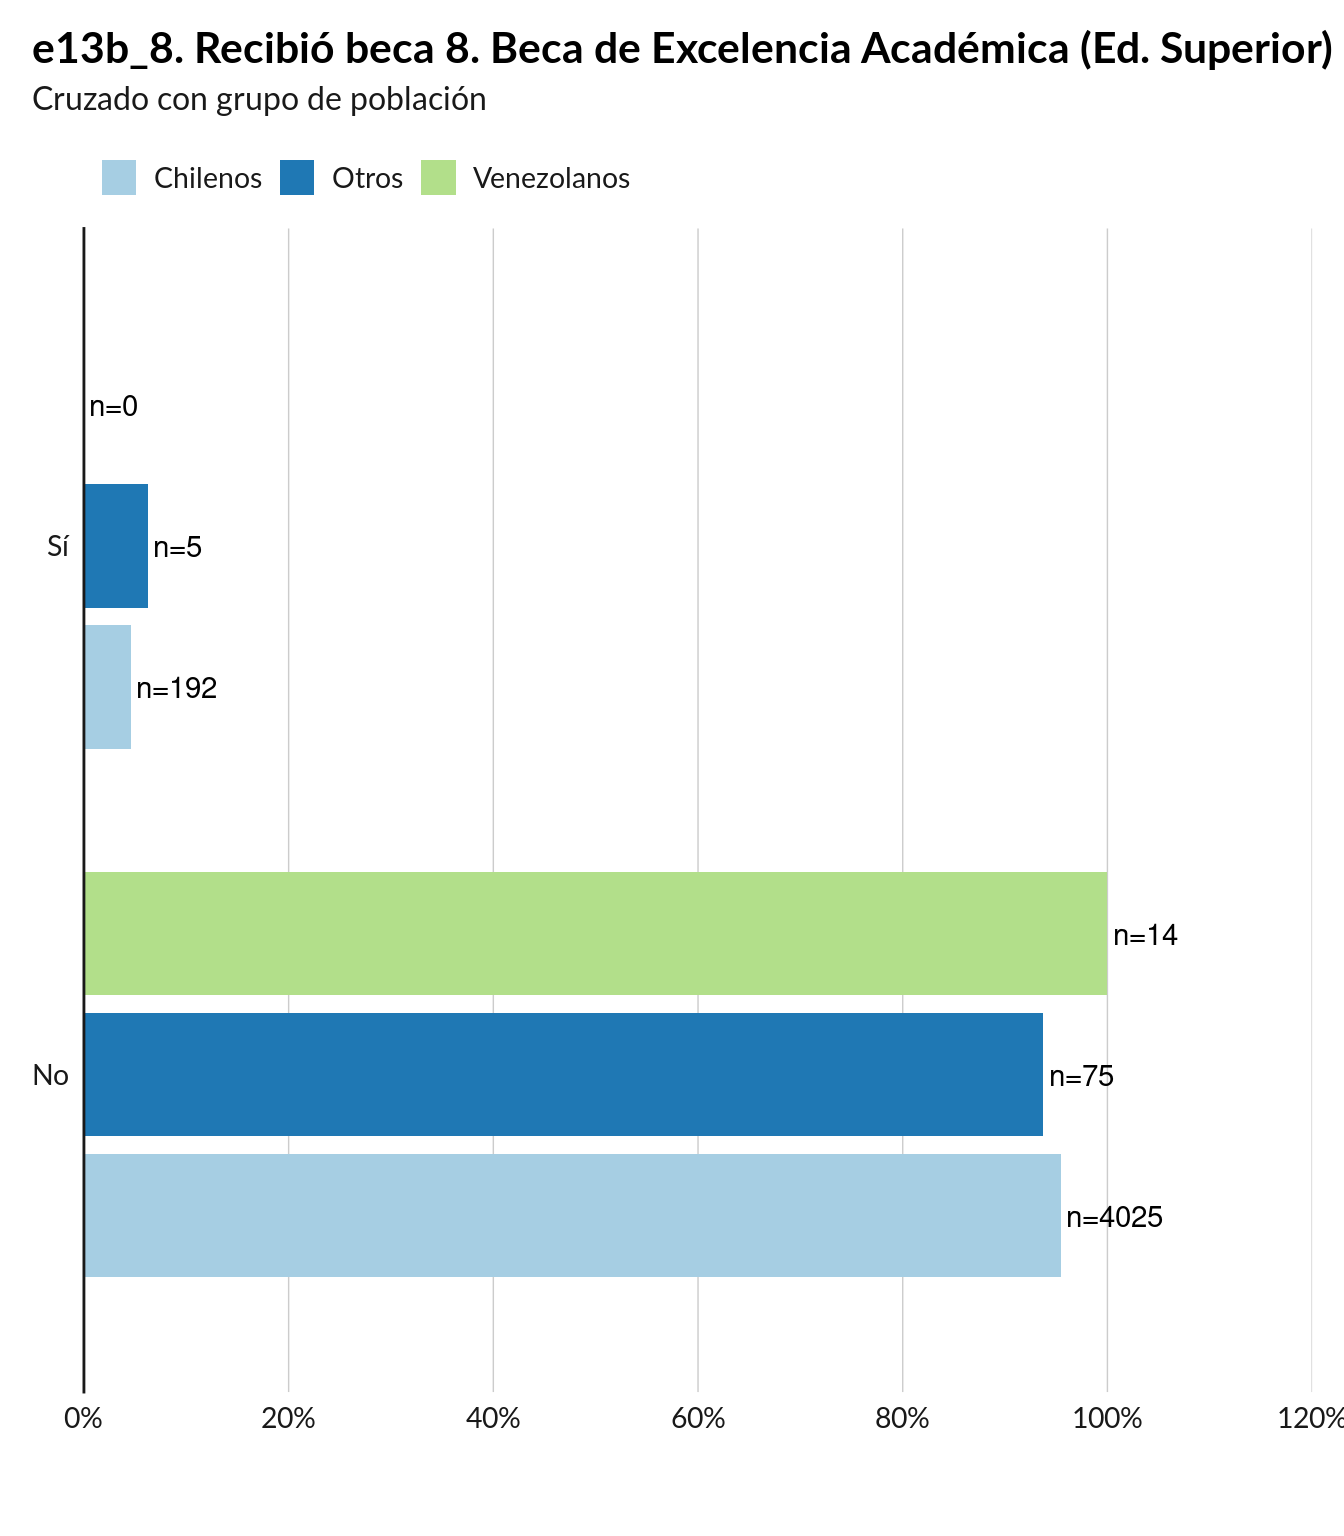 e13b_8. Recibió beca 8. Beca de Excelencia Académica (Ed. Superior)
Cruzado con grupo de población
Chilenos Otros Venezolanos
n=0
Sí n=5
n=192
n=14
No n=75
n=4025
0% 20% 40% 60% 80% 100% 120%